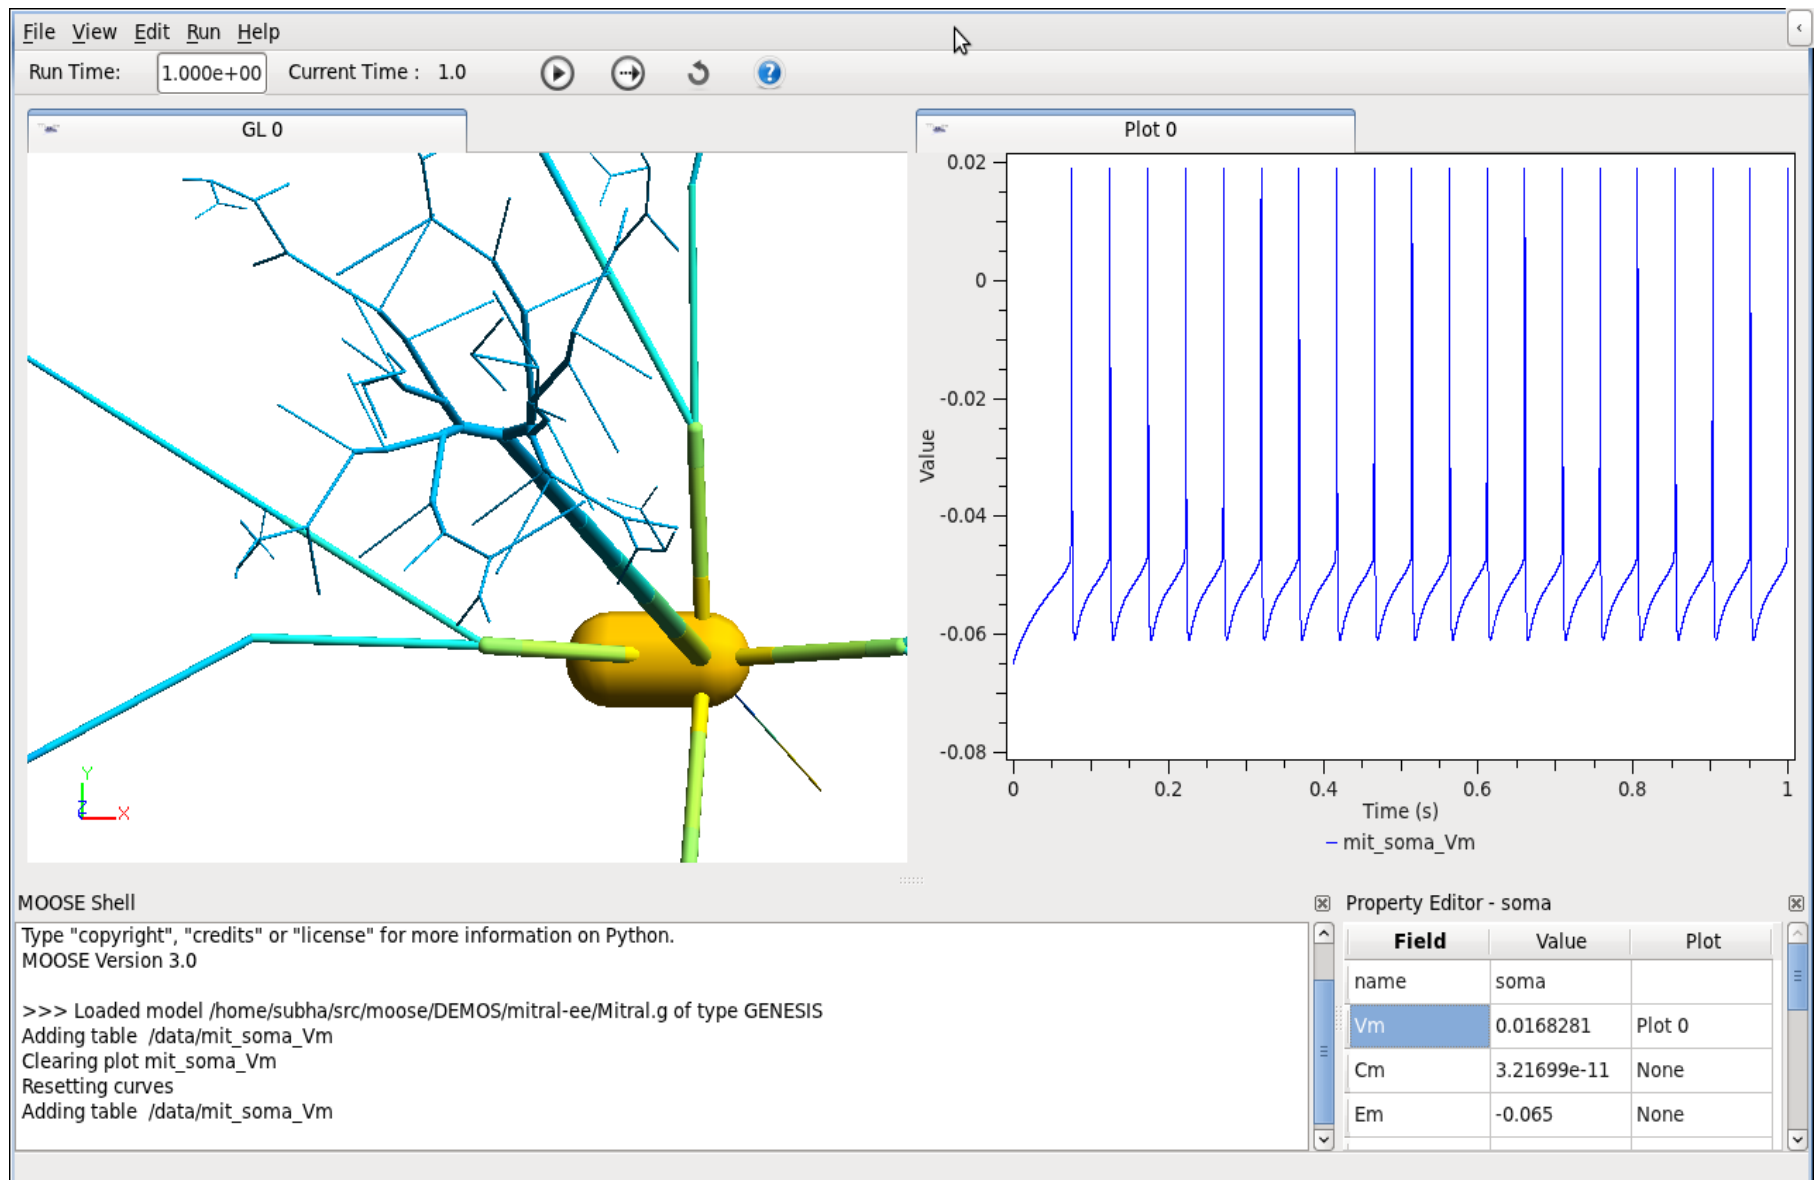 File View Edit Run Help
Run Time: 1.000e+00 Current Time : 1.0
GL 0
Y
Z
X
Plot 0
0.02
0
-0.02
-0.04
-0.06
-0.08
Value
0 0.2 0.4 0.6 0.8 1
Time (s)
mit_soma_Vm
MOOSE Shell
Type "copyright", "credits" or "license" for more information on Python.
MOOSE Version 3.0
>>> Loaded model /home/subha/src/moose/DEMOS/mitral-ee/Mitral.g of type GENESIS
Adding table /data/mit_soma_Vm
Clearing plot mit_soma_Vm
Resetting curves
Adding table /data/mit_soma_Vm
Property Editor - soma
Field Value Plot
name soma
Vm 0.0168281 Plot 0
Cm 3.21699e-11 None
Em -0.065 None